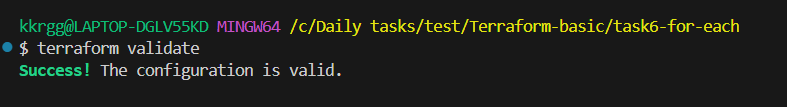 kkrgg@LAPTOP-DGLV55KD MINGW64 /c/Daily tasks/test/Terraform-basic/task6-for-each
$ terraform validate
Success! The configuration is valid.